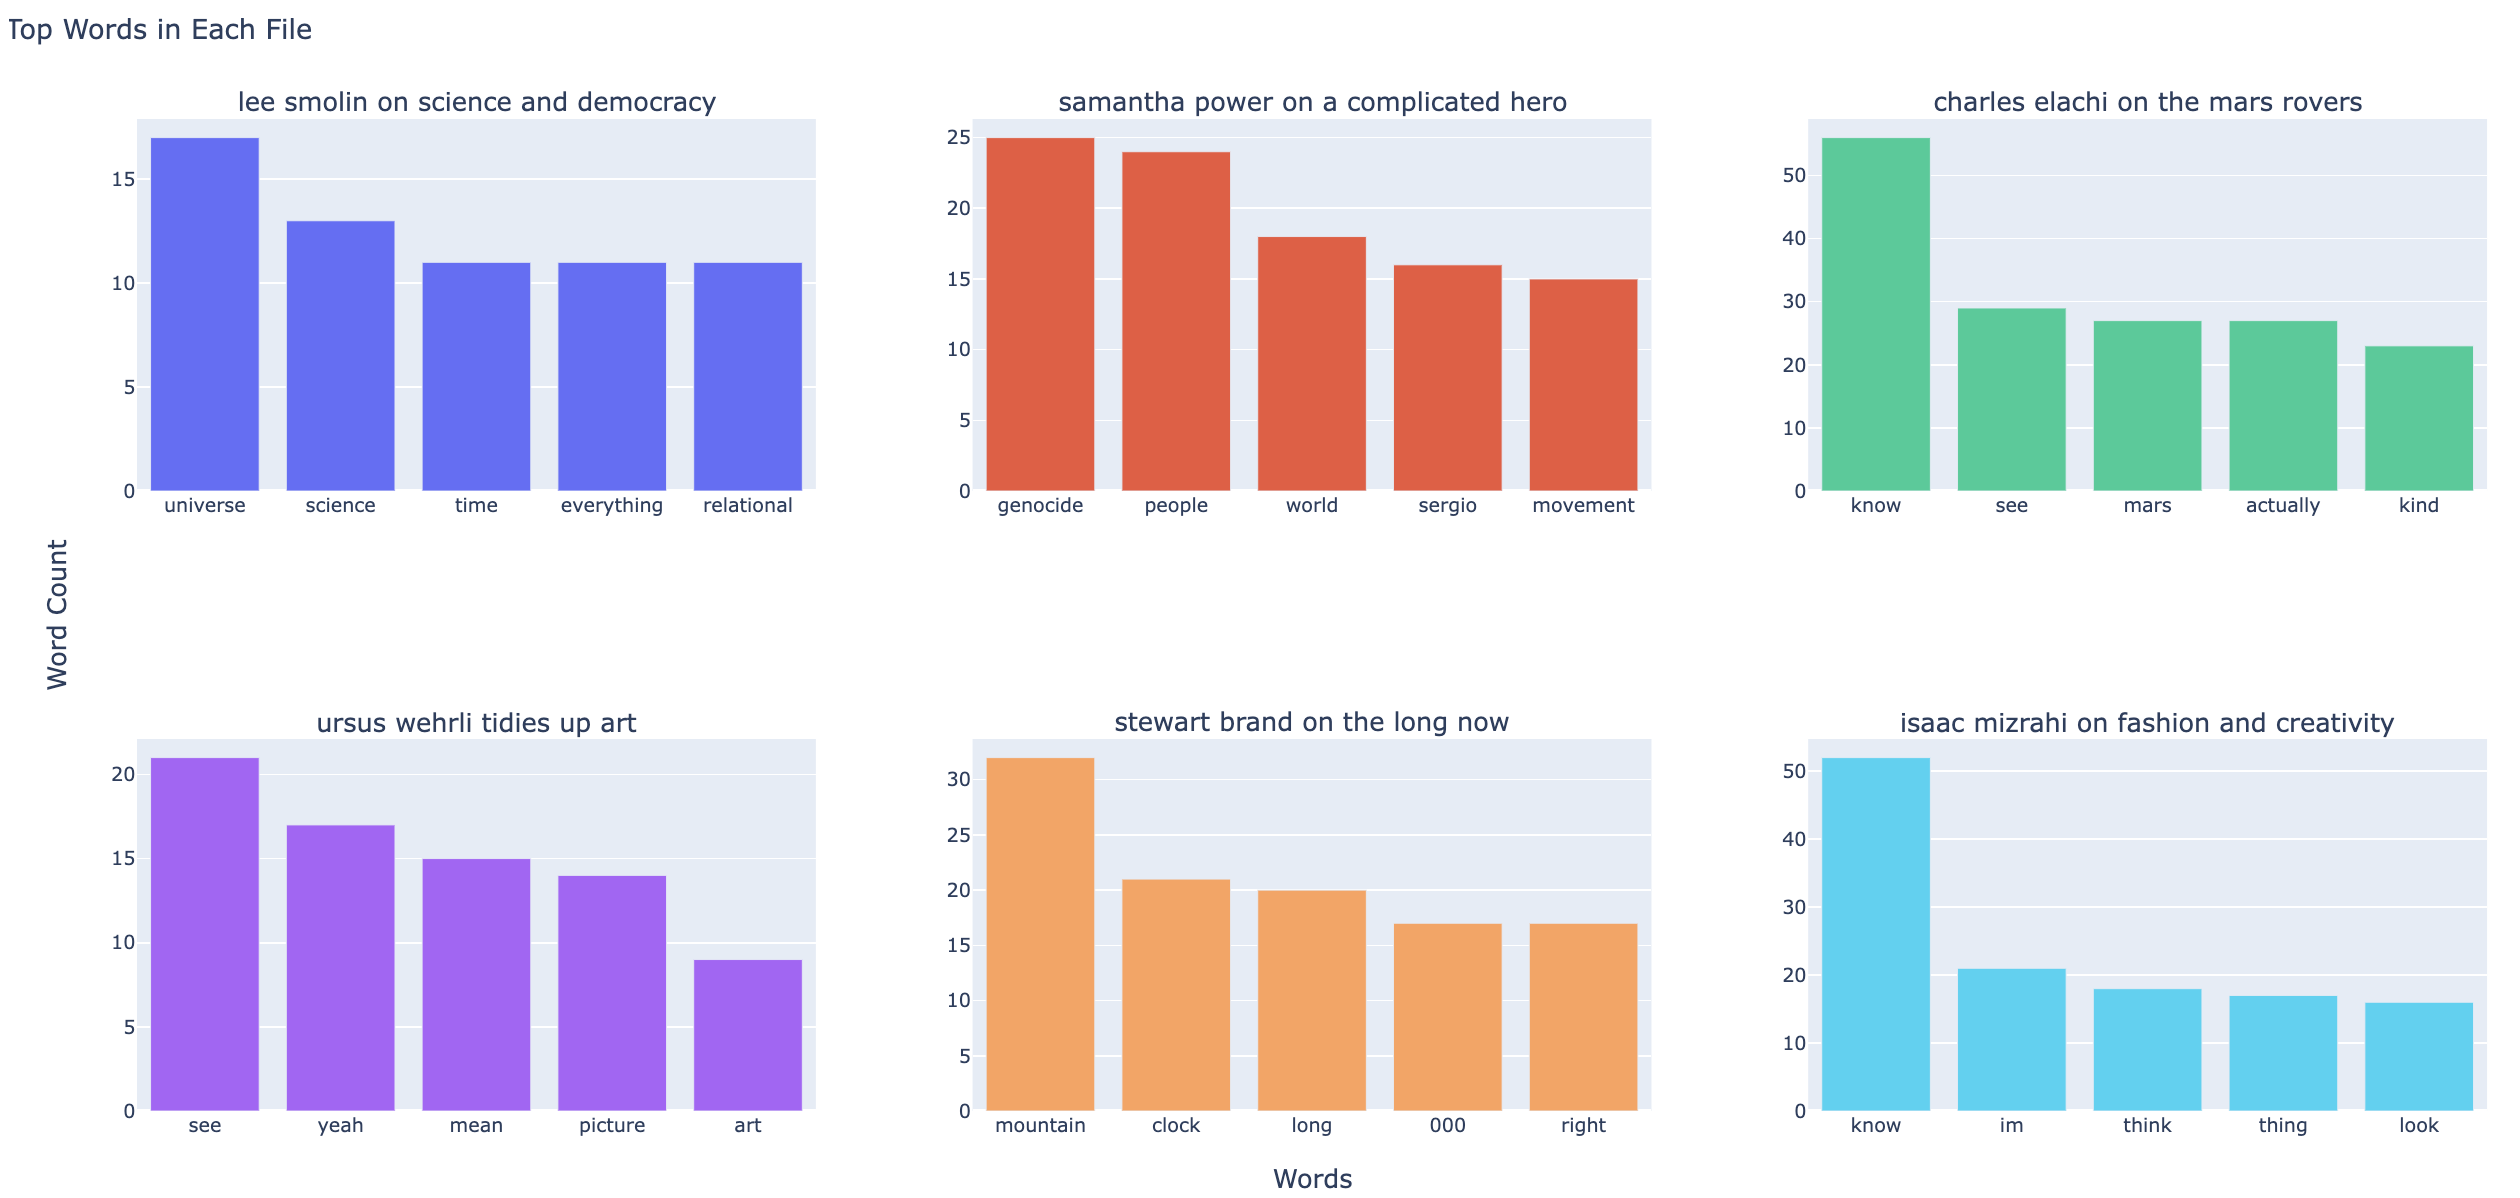 Top Words in Each File
lee smolin on science and democracy
15
10
5
0
universe science time everything relational
samantha power on a complicated hero
25
20
15
10
5
0
genocide people world sergio movement
charles elachi on the mars rovers
50
40
30
20
10
0
know see mars actually kind
Word Count
ursus wehrli tidies up art
20
15
10
5
0
see yeah mean picture art
stewart brand on the long now
30
25
20
15
10
5
0
mountain clock long 000 right
isaac mizrahi on fashion and creativity
50
40
30
20
10
0
know im think thing look
Words